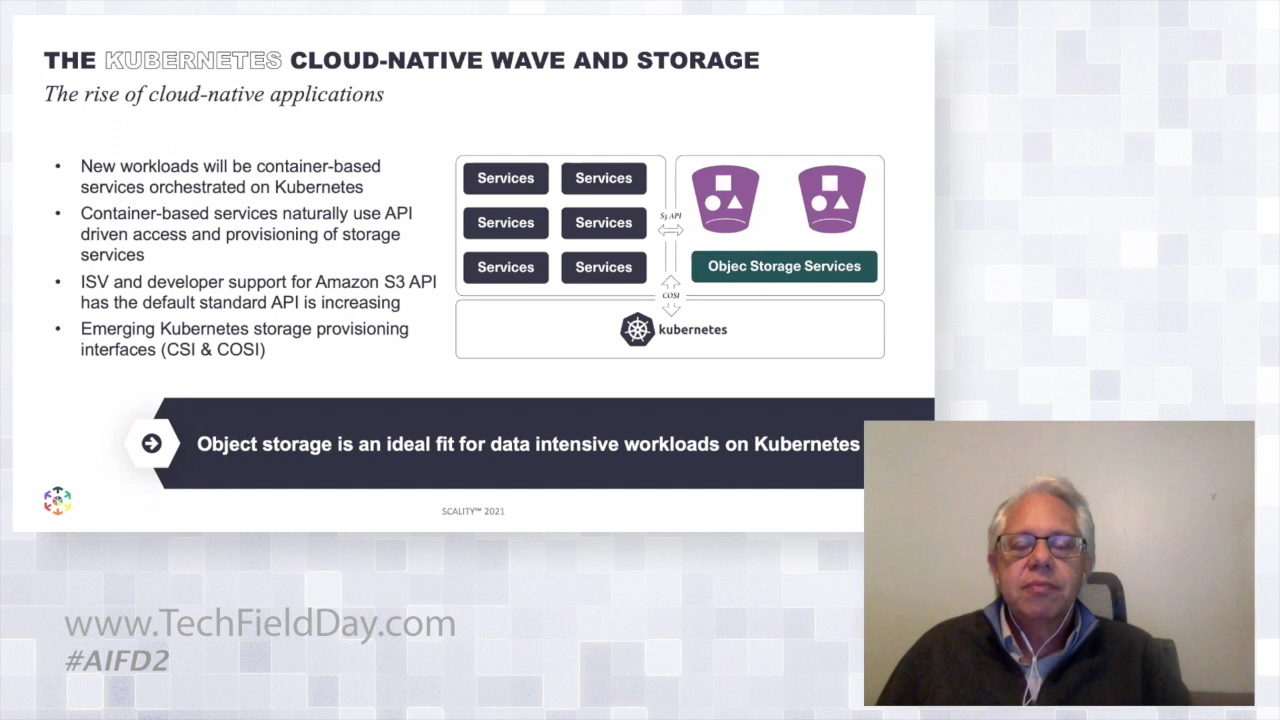 THE KUBERNETES CLOUD-NATIVE WAVE AND STORAGE
The rise of cloud-native applications
• New workloads will be container-based
services orchestrated on Kubernetes
• Container-based services naturally use API
driven access and provisioning of storage
services
• ISV and developer support for Amazon S3 API
has the default standard API is increasing
• Emerging Kubernetes storage provisioning
interfaces (CSI & COSI)
Services Services
Services Services
Services Services
API
Objec Storage Services
COSI
kubernetes
Object storage is an ideal fit for data intensive workloads on Kubernetes
SCALITY™ 2021
www.TechFieldDay.com
#AIFD2